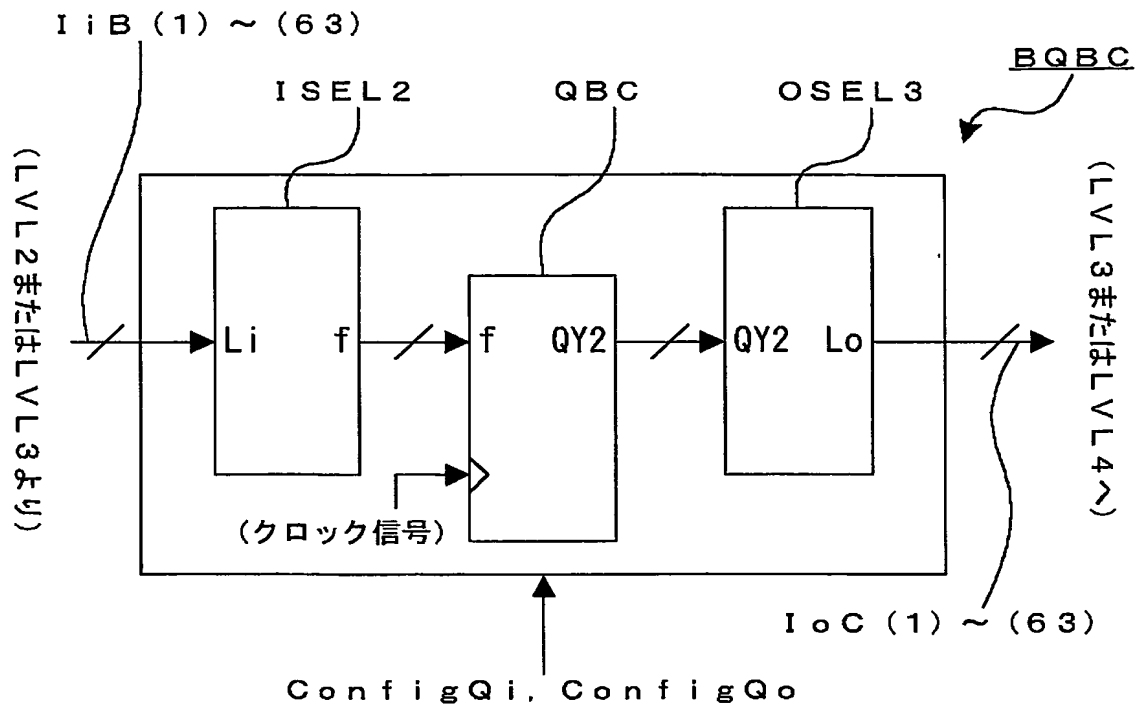 IiB(1)～(63)
BQBC
ISEL2
QBC
OSEL3
(LVL2またはLVL3より)
(LVL3またはLVL4へ)
Li
f
f
QY2
QY2
Lo
(クロック信号)
IoC(1)～(63)
ConfigQi, ConfigQo